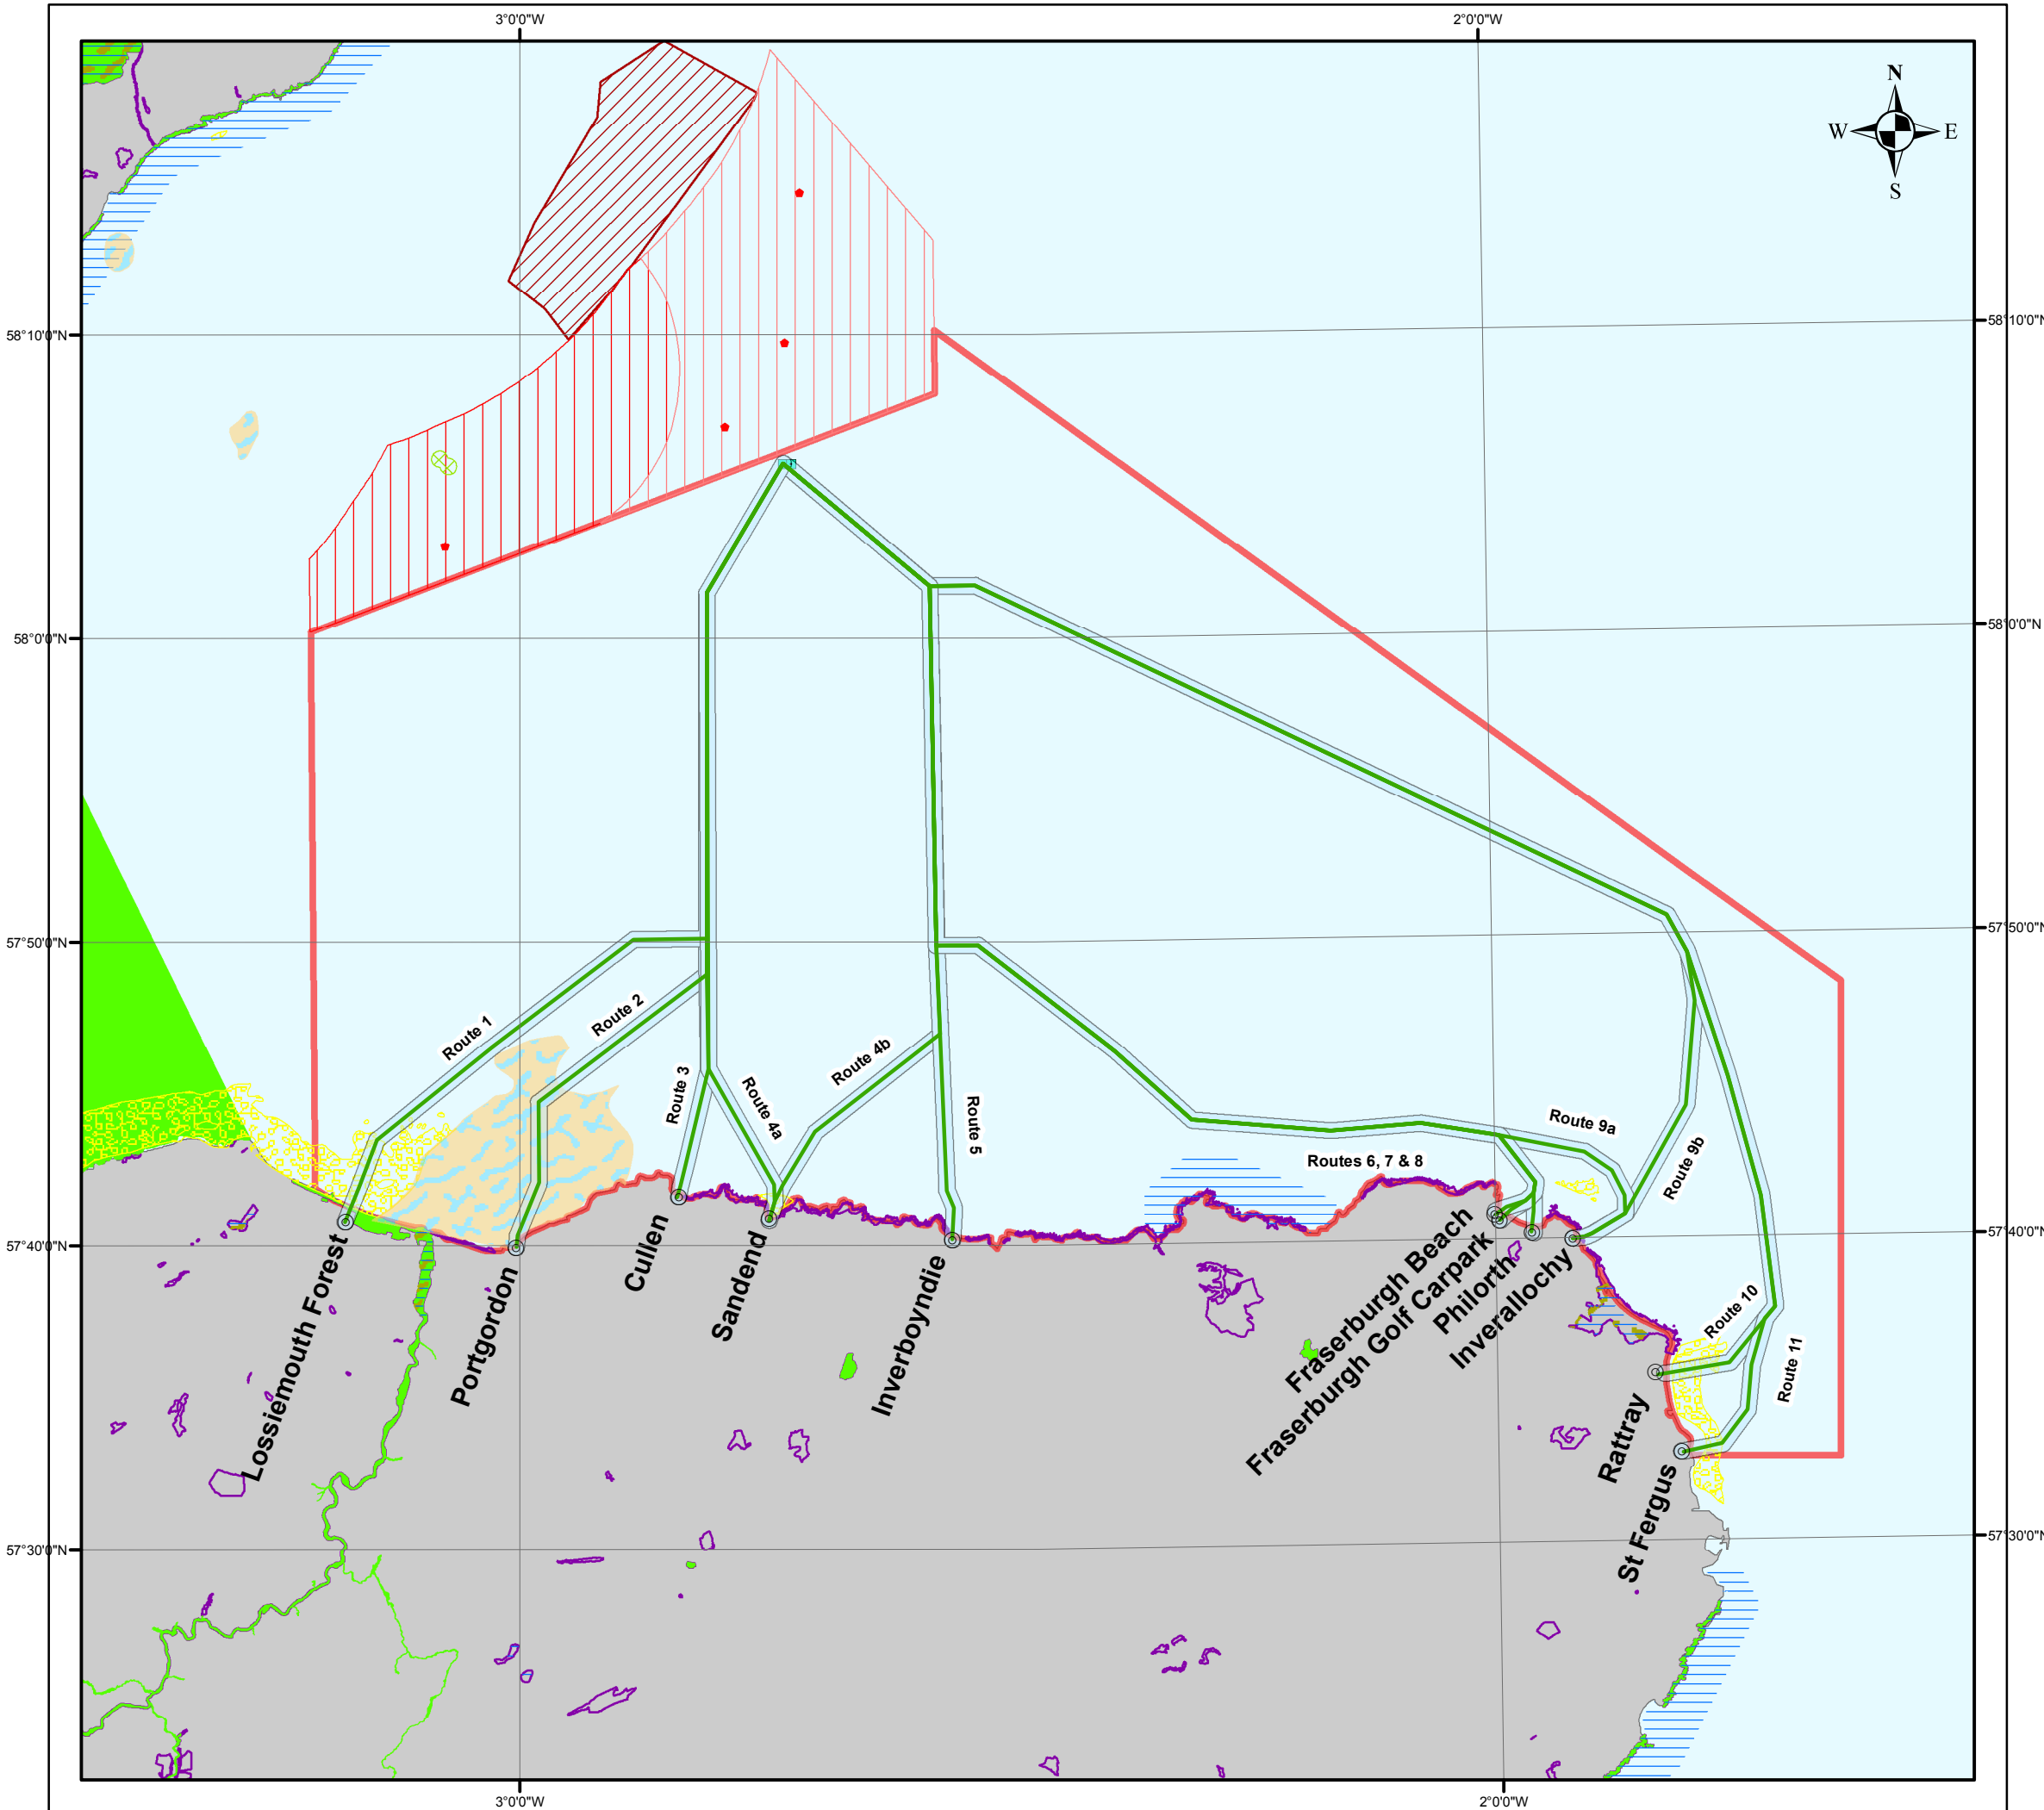 3°0'0"W
2°0'0"W
N
W
E
S
58°10'0"N
58°10'0"N
58°0'0"N
58°0'0"N
57°50'0"N
57°50'0"N
Route 1
Route 2
Route 3
Route 4a
Route 4b
Route 5
Routes 6, 7 & 8
Route 9a
Route 9b
57°40'0"N
57°40'0"N
Route 10
Route 11
Lossiemouth Forest
Portgordon
Cullen
Sandend
Inverboyndie
Fraserburgh Beach
Fraserburgh Golf Carpark
Philorth
Inverallochy
Rattray
St Fergus
57°30'0"N
57°30'0"N
3°0'0"W
2°0'0"W